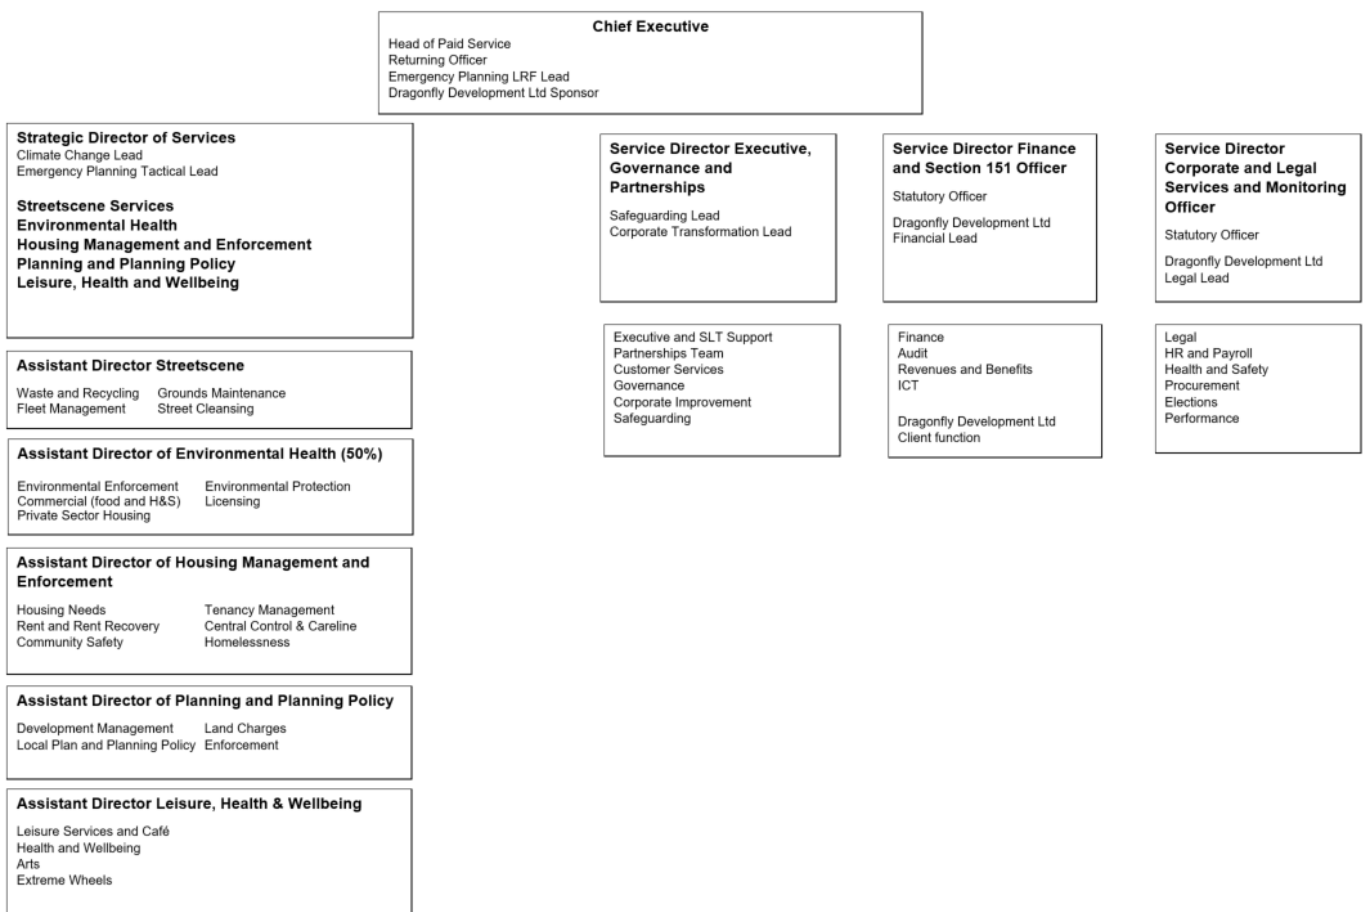 Chief Executive
Head of Paid Service
Returning Officer
Emergency Planning LRF Lead
Dragonfly Development Ltd Sponsor
Strategic Director of Services
Climate Change Lead
Emergency Planning Tactical Lead
Streetscene Services
Environmental Health
Housing Management and Enforcement
Planning and Planning Policy
Leisure, Health and Wellbeing
Assistant Director Streetscene
Waste and Recycling Grounds Maintenance
Fleet Management Street Cleansing
Assistant Director of Environmental Health (50%)
Environmental Enforcement Environmental Protection
Commercial (food and H&S) Licensing
Private Sector Housing
Assistant Director of Housing Management and
Enforcement
Housing Needs Tenancy Management
Rent and Rent Recovery Central Control & Careline
Community Safety Homelessness
Assistant Director of Planning and Planning Policy
Development Management Land Charges
Local Plan and Planning Policy Enforcement
Assistant Director Leisure, Health & Wellbeing
Leisure Services and Café
Health and Wellbeing
Arts
Extreme Wheels
Service Director Executive,
Governance and
Partnerships
Safeguarding Lead
Corporate Transformation Lead
Executive and SLT Support
Partnerships Team
Customer Services
Governance
Corporate Improvement
Safeguarding
Service Director Finance
and Section 151 Officer
Statutory Officer
Dragonfly Development Ltd
Financial Lead
Finance
Audit
Revenues and Benefits
ICT
Dragonfly Development Ltd
Client function
Service Director
Corporate and Legal
Services and Monitoring
Officer
Statutory Officer
Dragonfly Development Ltd
Legal Lead
Legal
HR and Payroll
Health and Safety
Procurement
Elections
Performance